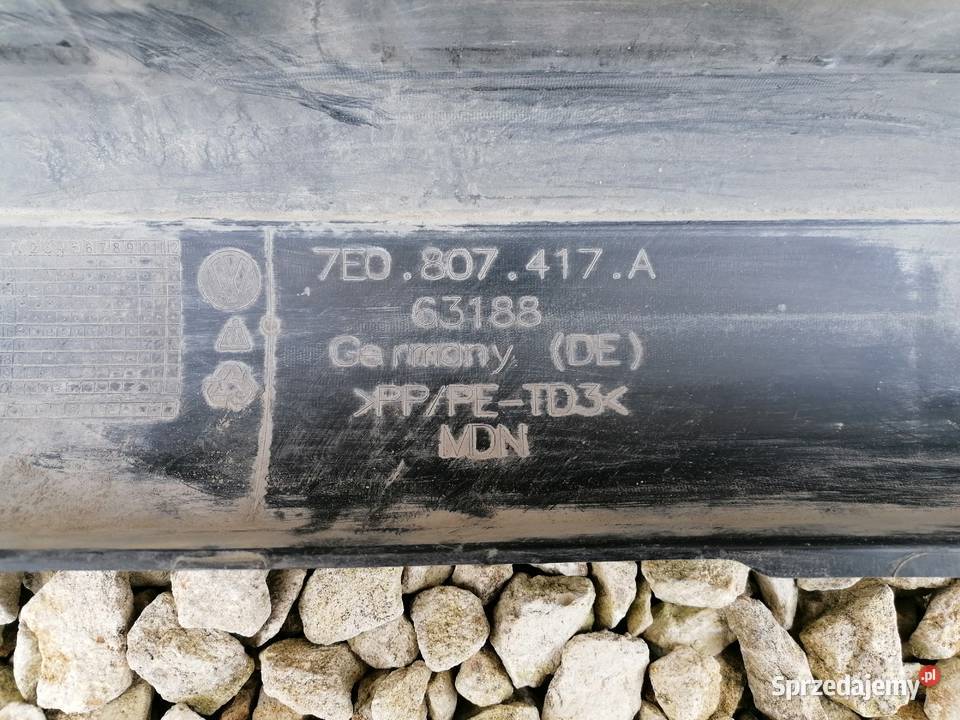 7E0.807.417.A
63188
Germany (DE)
>PP/PE-TD3<
MDN
Sprzedajemy.pl